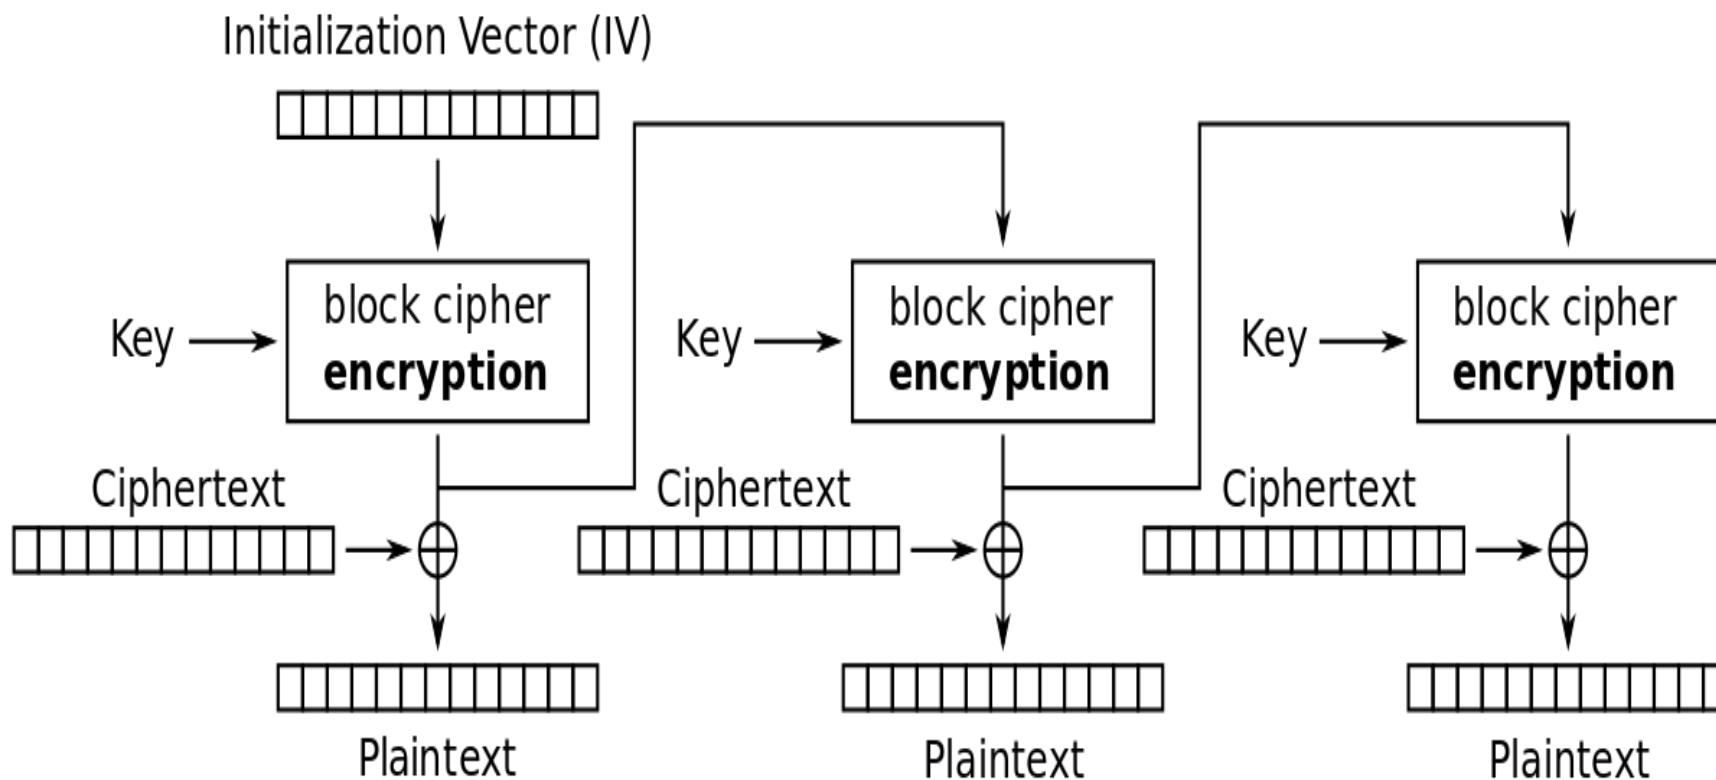 Initialization Vector (IV)
Key
block cipher
encryption
Key
block cipher
encryption
Key
block cipher
encryption
Ciphertext
Ciphertext
Ciphertext
Plaintext
Plaintext
Plaintext